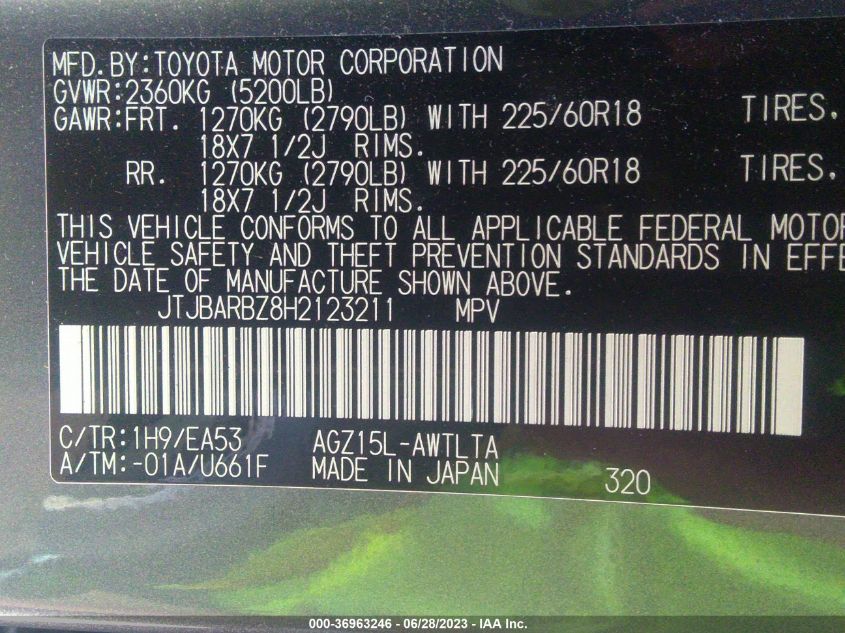 MFD.BY:TOYOTA MOTOR CORPORATION
GVWR:2360KG (5200LB)
GAWR:FRT. 1270KG (2790LB) WITH 225/60R18 TIRES,
18X7 1/2J RIMS.
RR. 1270KG (2790LB) WITH 225/60R18 TIRES,
18X7 1/2J RIMS.
THIS VEHICLE CONFORMS TO ALL APPLICABLE FEDERAL MOTOR
VEHICLE SAFETY AND THEFT PREVENTION STANDARDS IN EFFE
THE DATE OF MANUFACTURE SHOWN ABOVE.
JTJBARBZ8H2123211 MPV
C/TR:1H9/EA53 AGZ15L-AWTLTA
A/TM:-01A/U661F MADE IN JAPAN 320
000-36963246 - 06/28/2023 - IAA Inc.